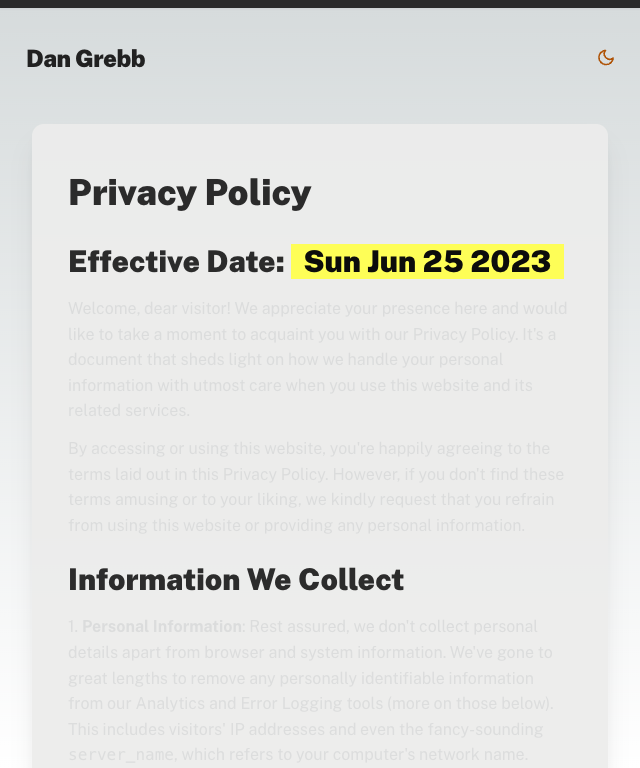 Dan Grebb
Privacy Policy
Effective Date: Sun Jun 25 2023
Welcome, dear visitor! We appreciate your presence here and would
like to take a moment to acquaint you with our Privacy Policy. It's a
document that sheds light on how we handle your personal
information with utmost care when you use this website and its
related services.
By accessing or using this website, you're happily agreeing to the
terms laid out in this Privacy Policy. However, if you don't find these
terms amusing or to your liking, we kindly request that you refrain
from using this website or providing any personal information.
Information We Collect
1. Personal Information: Rest assured, we don't collect personal
details apart from browser and system information. We've gone to
great lengths to remove any personally identifiable information
from our Analytics and Error Logging tools (more on those below).
This includes visitors' IP addresses and even the fancy-sounding
server_name, which refers to your computer's network name.